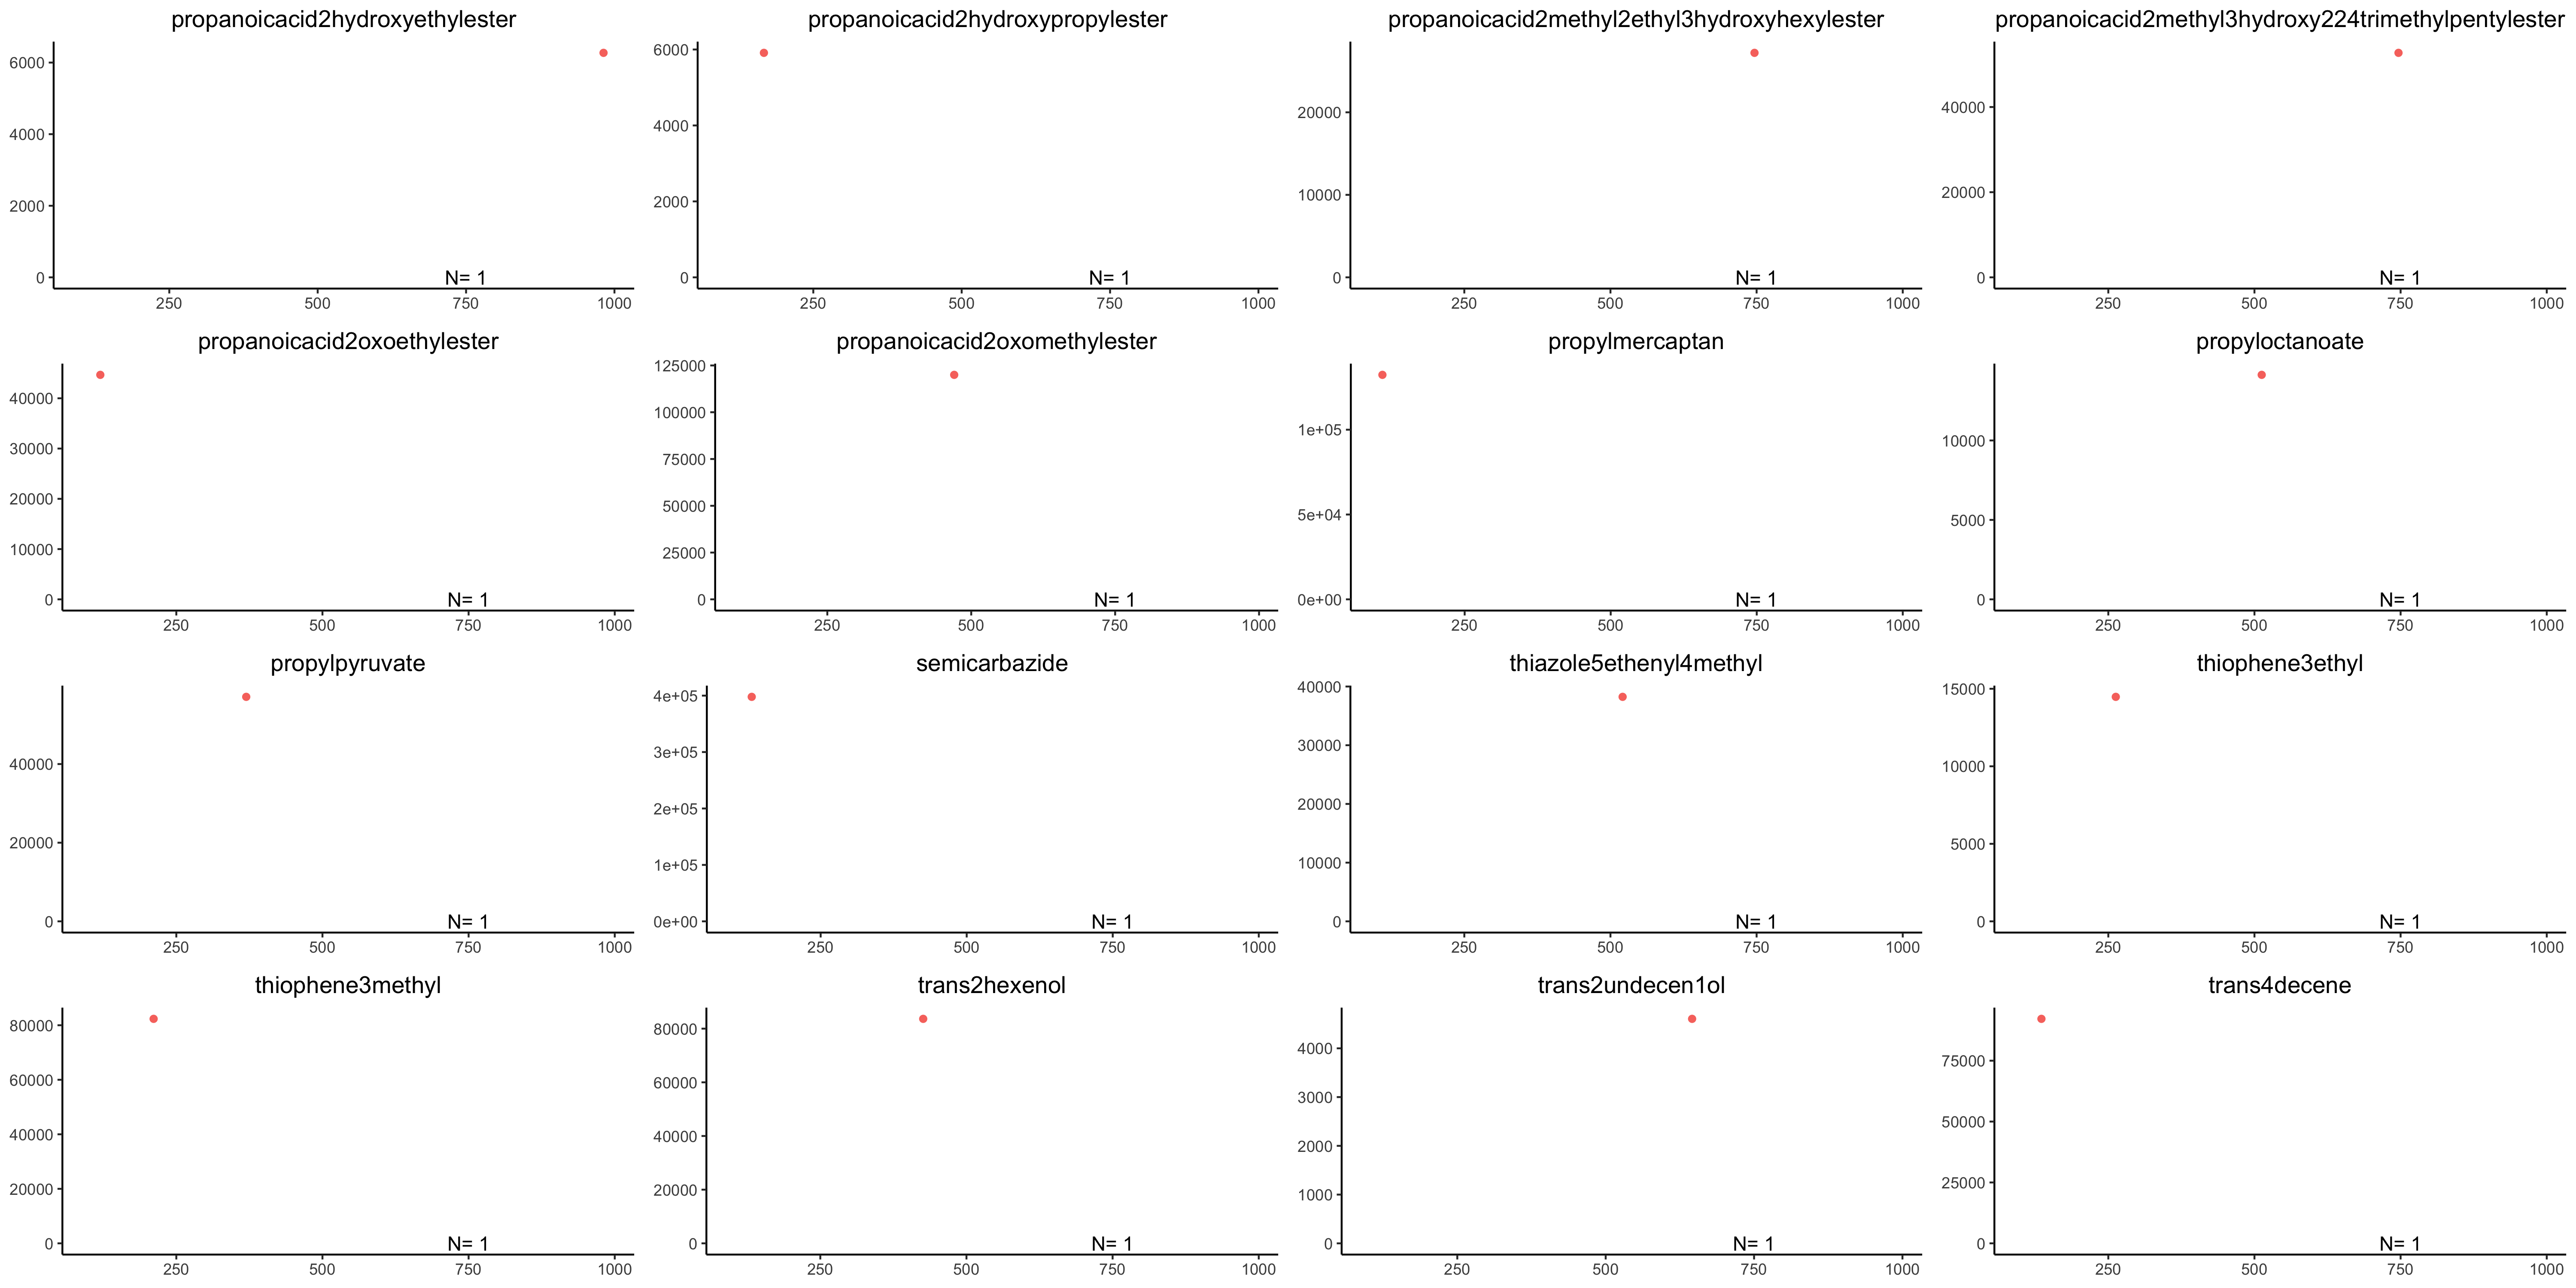 propanoicacid2hydroxyethylester
6000
4000
2000
0
N= 1
250 500 750 1000
propanoicacid2hydroxypropylester
6000
4000
2000
0
N= 1
250 500 750 1000
propanoicacid2methyl2ethyl3hydroxyhexylester
20000
10000
0
N= 1
250 500 750 1000
propanoicacid2methyl3hydroxy224trimethylpentylester
40000
20000
0
N= 1
250 500 750 1000
propanoicacid2oxoethylester
40000
30000
20000
10000
0
N= 1
250 500 750 1000
propanoicacid2oxomethylester
125000
100000
75000
50000
25000
0
N= 1
250 500 750 1000
propylmercaptan
1e+05
5e+04
0e+00
N= 1
250 500 750 1000
propyloctanoate
10000
5000
0
N= 1
250 500 750 1000
propylpyruvate
40000
20000
0
N= 1
250 500 750 1000
semicarbazide
4e+05
3e+05
2e+05
1e+05
0e+00
N= 1
250 500 750 1000
thiazole5ethenyl4methyl
40000
30000
20000
10000
0
N= 1
250 500 750 1000
thiophene3ethyl
15000
10000
5000
0
N= 1
250 500 750 1000
thiophene3methyl
80000
60000
40000
20000
0
N= 1
250 500 750 1000
trans2hexenol
80000
60000
40000
20000
0
N= 1
250 500 750 1000
trans2undecen1ol
4000
3000
2000
1000
0
N= 1
250 500 750 1000
trans4decene
75000
50000
25000
0
N= 1
250 500 750 1000